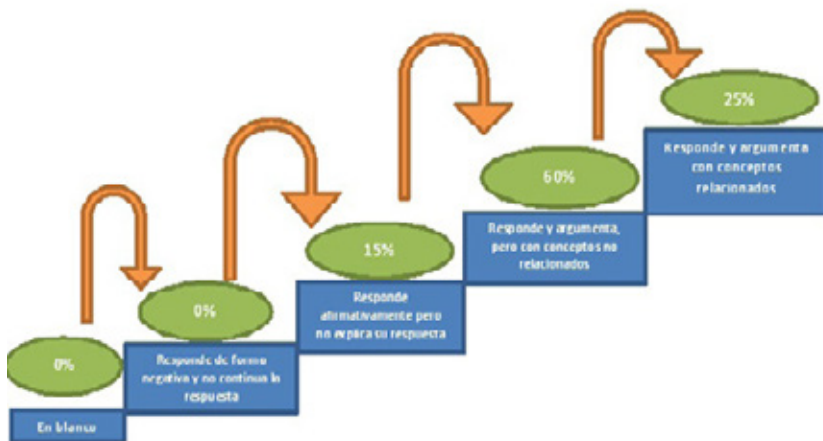 0%
En blanco
0%
Responde de forma
negativa y no continua la
respuesta
15%
Responde
afirmativamente pero
no explica su respuesta
60%
Responde y argumenta,
pero con conceptos no
relacionados
25%
Responde y argumenta
con conceptos
relacionados